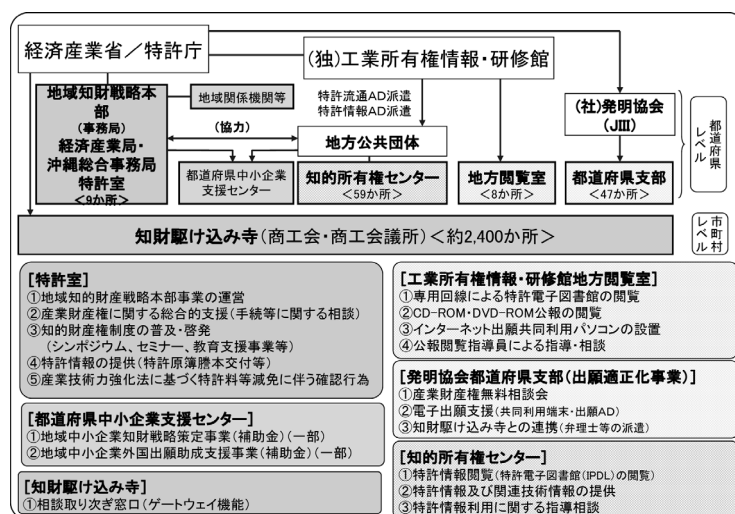 経済産業省／特許庁
(独)工業所有権情報・研修館
地域知財戦略本
部
(事務局)
経済産業局・
沖縄総合事務局
特許室
<9か所>
地域関係機関等
(協力)
特許流通AD派遣
特許情報AD派遣
地方公共団体
都道府県中小企業
支援センター
知的所有権センター
<59か所>
地方閲覧室
<8か所>
(社)発明協会
(JⅢ)
都道府県支部
<47か所>
都道府県
レベル
知財駆け込み寺(商工会・商工会議所)<約2,400か所>
市町村
レベル
[特許室]
①地域知的財産戦略本部事業の運営
②産業財産権に関する総合的支援(手続等に関する相談)
③知的財産権制度の普及・啓発
(シンポジウム、セミナー、教育支援事業等)
④特許情報の提供(特許原簿謄本交付等)
⑤産業技術力強化法に基づく特許料等減免に伴う確認行為
[都道府県中小企業支援センター]
①地域中小企業知財戦略策定事業(補助金)(一部)
②地域中小企業外国出願助成支援事業(補助金)(一部)
[知財駆け込み寺]
①相談取り次ぎ窓口(ゲートウェイ機能)
[工業所有権情報・研修館地方閲覧室]
①専用回線による特許電子図書館の閲覧
②CD-ROM・DVD-ROM公報の閲覧
③インターネット出願共同利用パソコンの設置
④公報閲覧指導員による指導・相談
[発明協会都道府県支部(出願適正化事業)]
①産業財産権無料相談会
②電子出願支援(共同利用端末・出願AD)
③知財駆け込み寺との連携(弁理士等の派遣)
[知的所有権センター]
①特許情報閲覧(特許電子図書館(IPDL)の閲覧)
②特許情報及び関連技術情報の提供
③特許情報利用に関する指導相談